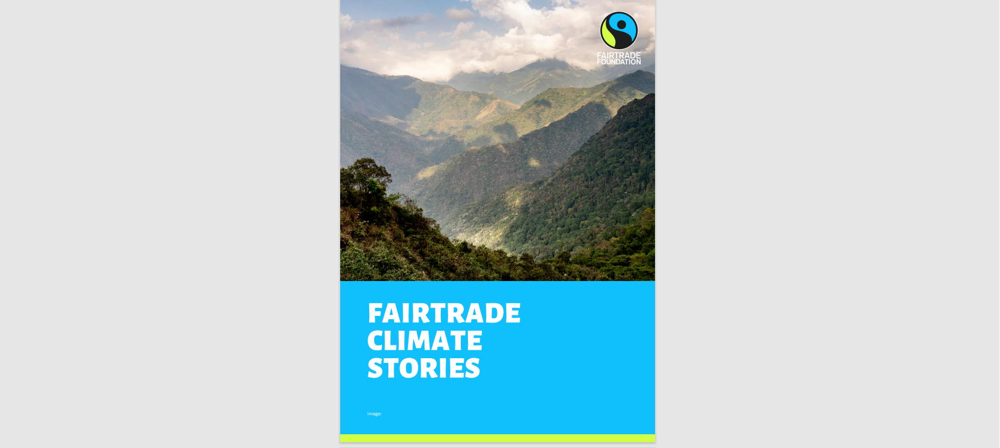 FAIRTRADE
FOUNDATION
FAIRTRADE
CLIMATE
STORIES
Image: